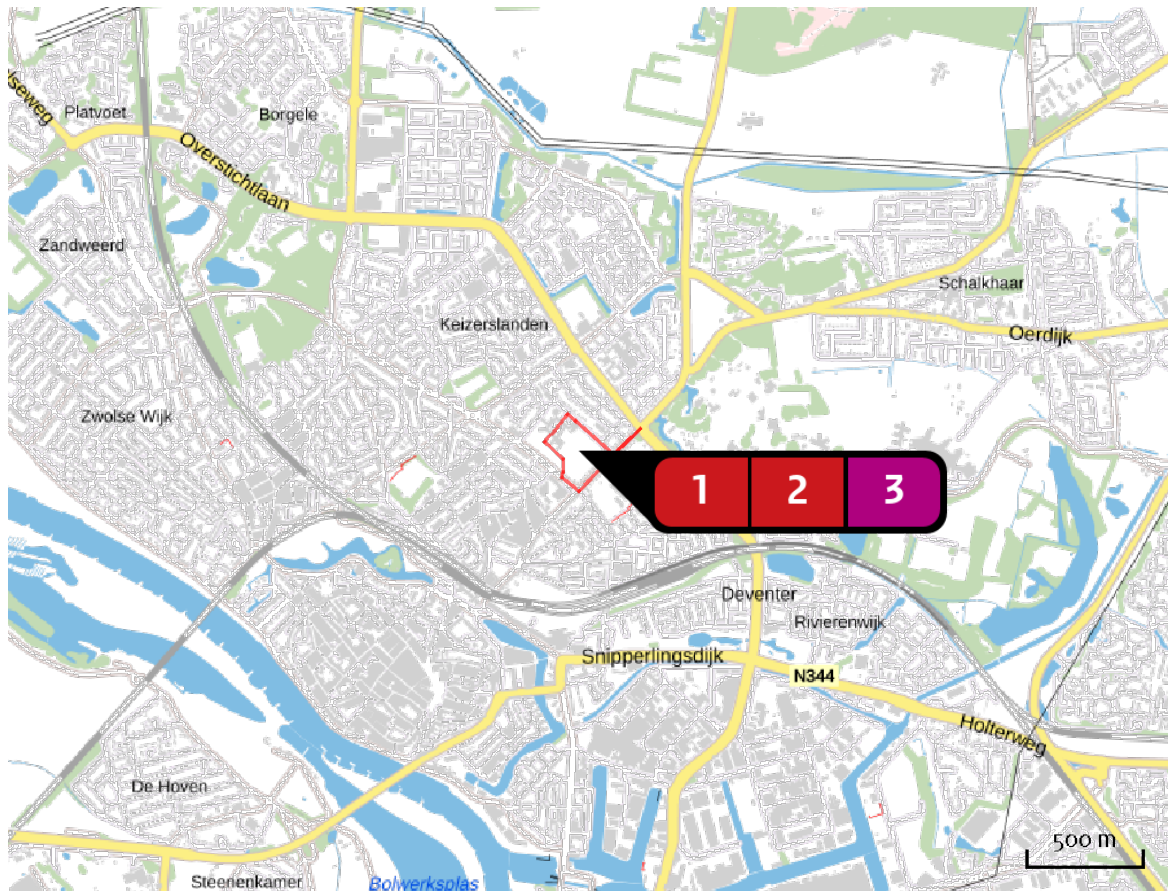 Platvoet
Borgele
lseweg
Overstichtlaan
Zandweerd
Schalkhaar
Keizerslanden
Oerdijk
Zwolse Wijk
1 2 3
Deventer
Rivierenwijk
Snipperlingsdijk
N344
Holterweg
De Hoven
500 m
Steenenkamer
Bolwerksplas